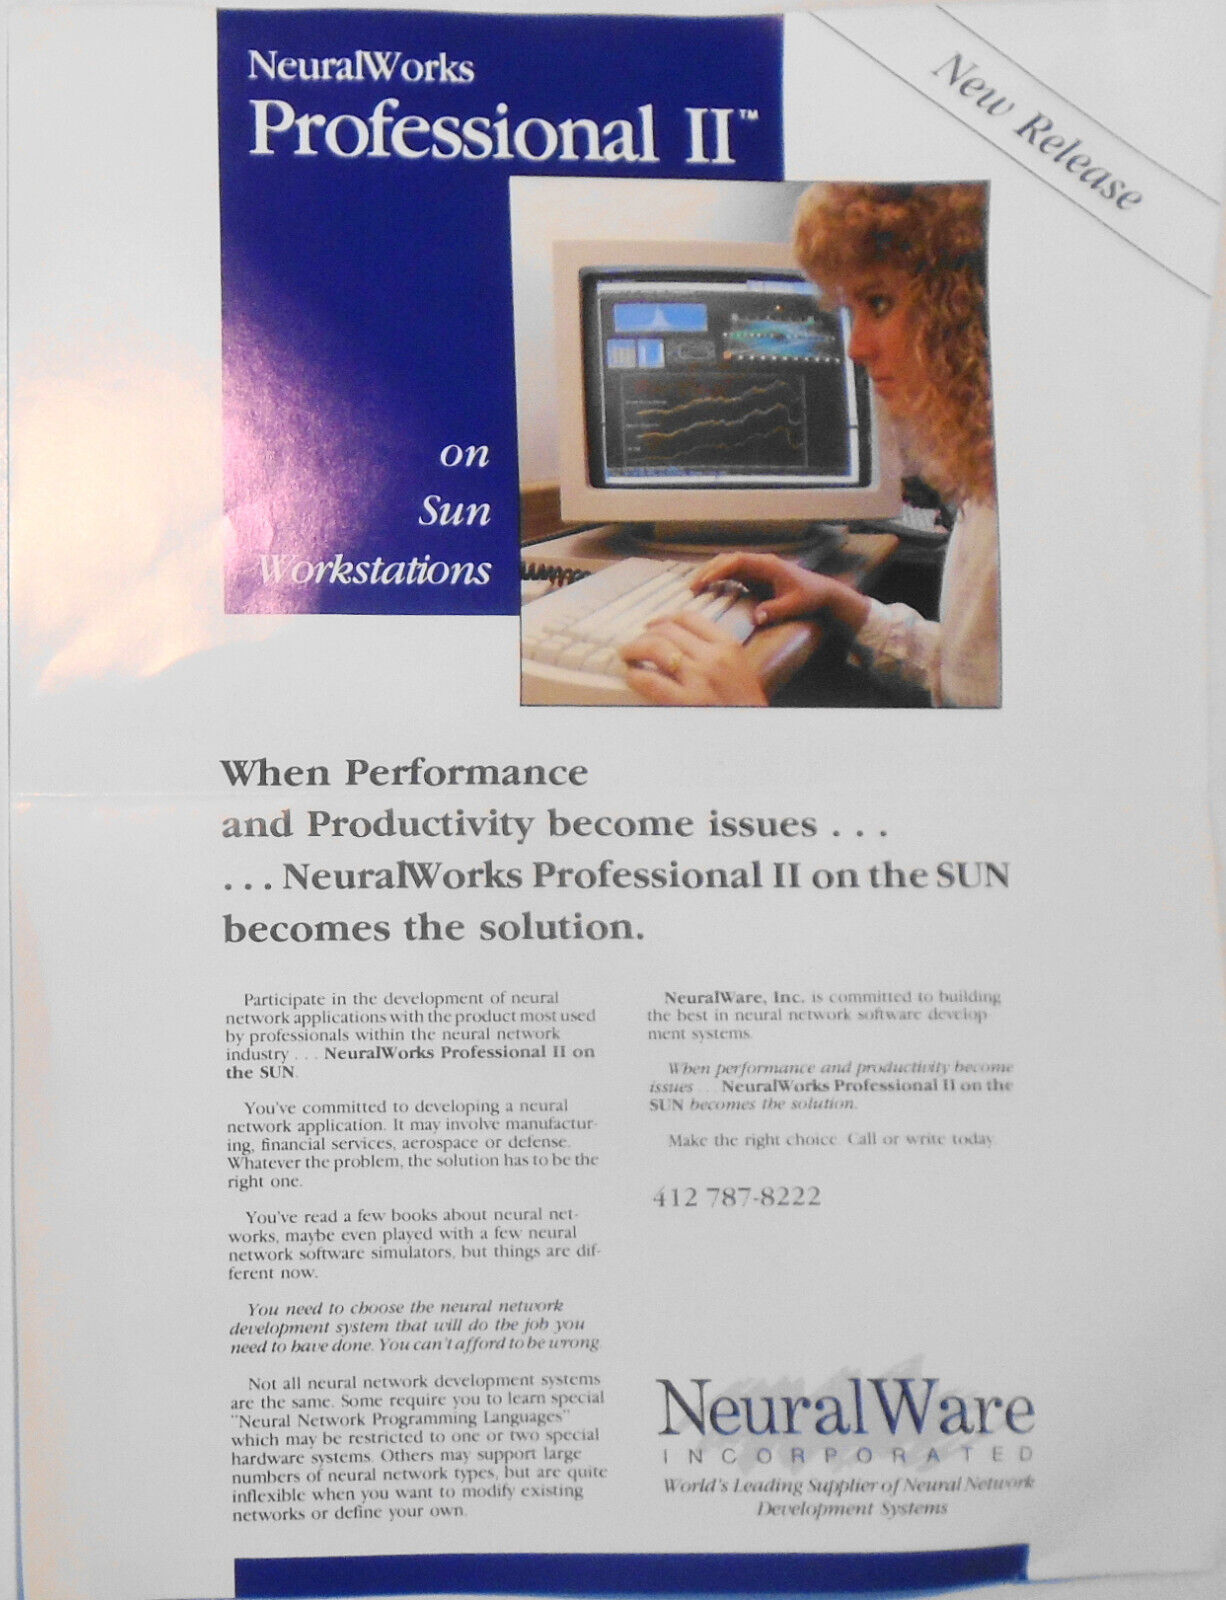 NeuralWorks
Professional II™
New Release
on
Sun
Workstations
When Performance
and Productivity become issues . . .
. . . NeuralWorks Professional II on the SUN
becomes the solution.
Participate in the development of neural
network applications with the product most used
by professionals within the neural network
industry . . . NeuralWorks Professional II on
the SUN.
You've committed to developing a neural
network application. It may involve manufactur-
ing, financial services, aerospace or defense.
Whatever the problem, the solution has to be the
right one.
You've read a few books about neural net-
works, maybe even played with a few neural
network software simulators, but things are dif-
ferent now.
You need to choose the neural network
development system that will do the job you
need to have done. You can't afford to be wrong.
Not all neural network development systems
are the same. Some require you to learn special
"Neural Network Programming Languages"
which may be restricted to one or two special
hardware systems. Others may support large
numbers of neural network types, but are quite
inflexible when you want to modify existing
networks or define your own.
NeuralWare, Inc. is committed to building
the best in neural network software develop-
ment systems.
When performance and productivity become
issues . . . NeuralWorks Professional II on the
SUN becomes the solution.
Make the right choice. Call or write today.
412 787-8222
NeuralWare
INCORPORATED
World's Leading Supplier of Neural Network
Development Systems